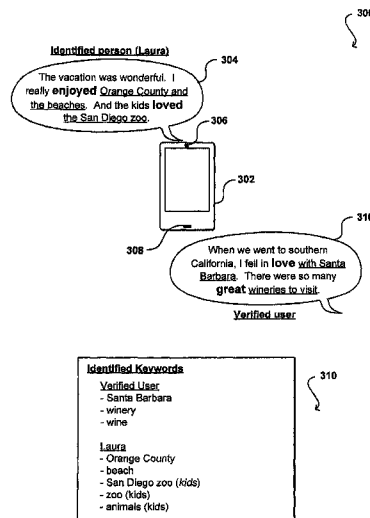 300
Identified person (Laura)
304
The vacation was wonderful. I
really enjoyed Orange County and
the beaches. And the kids loved
the San Diego zoo.
306
302
308
310
When we went to southern
California, I fell in love with Santa
Barbara. There were so many
great wineries to visit.
Verified user
Identified Keywords
310
Verified User
- Santa Barbara
- winery
- wine
Laura
- Orange County
- beach
- San Diego zoo (kids)
- zoo (kids)
- animals (kids)